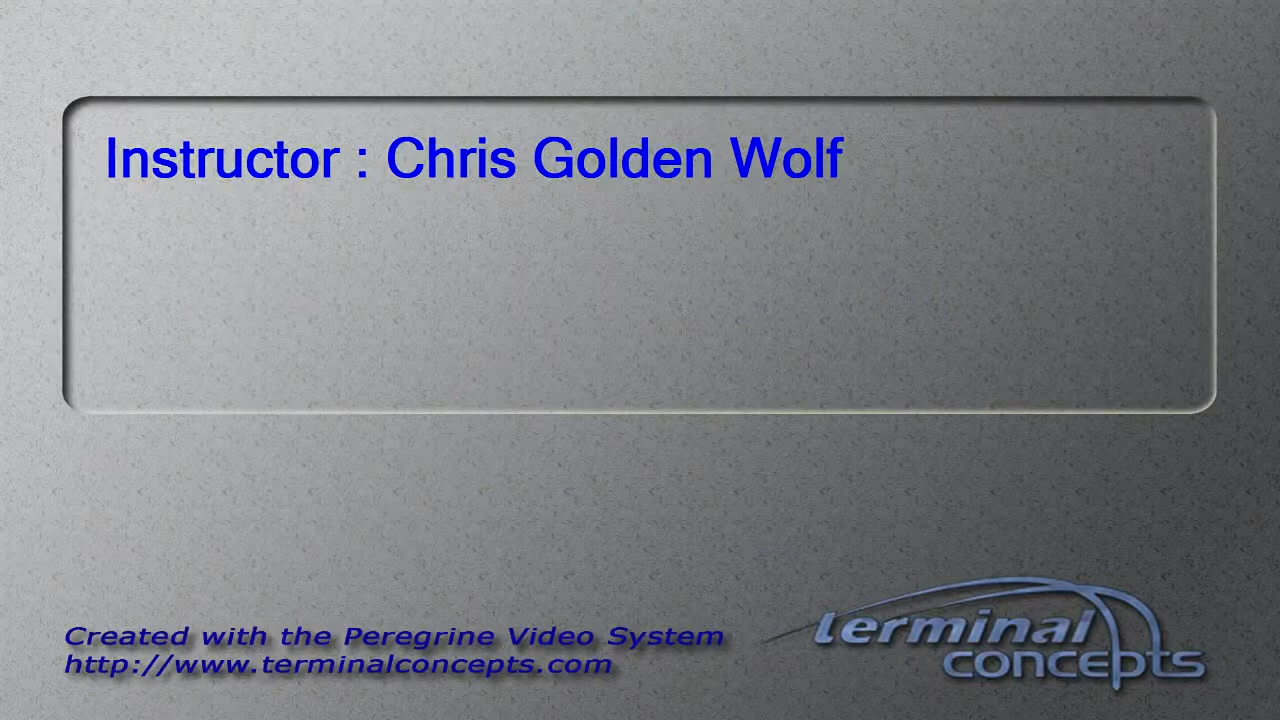 Instructor : Chris Golden Wolf
Created with the Peregrine Video System
http://www.terminalconcepts.com
terminal
concepts